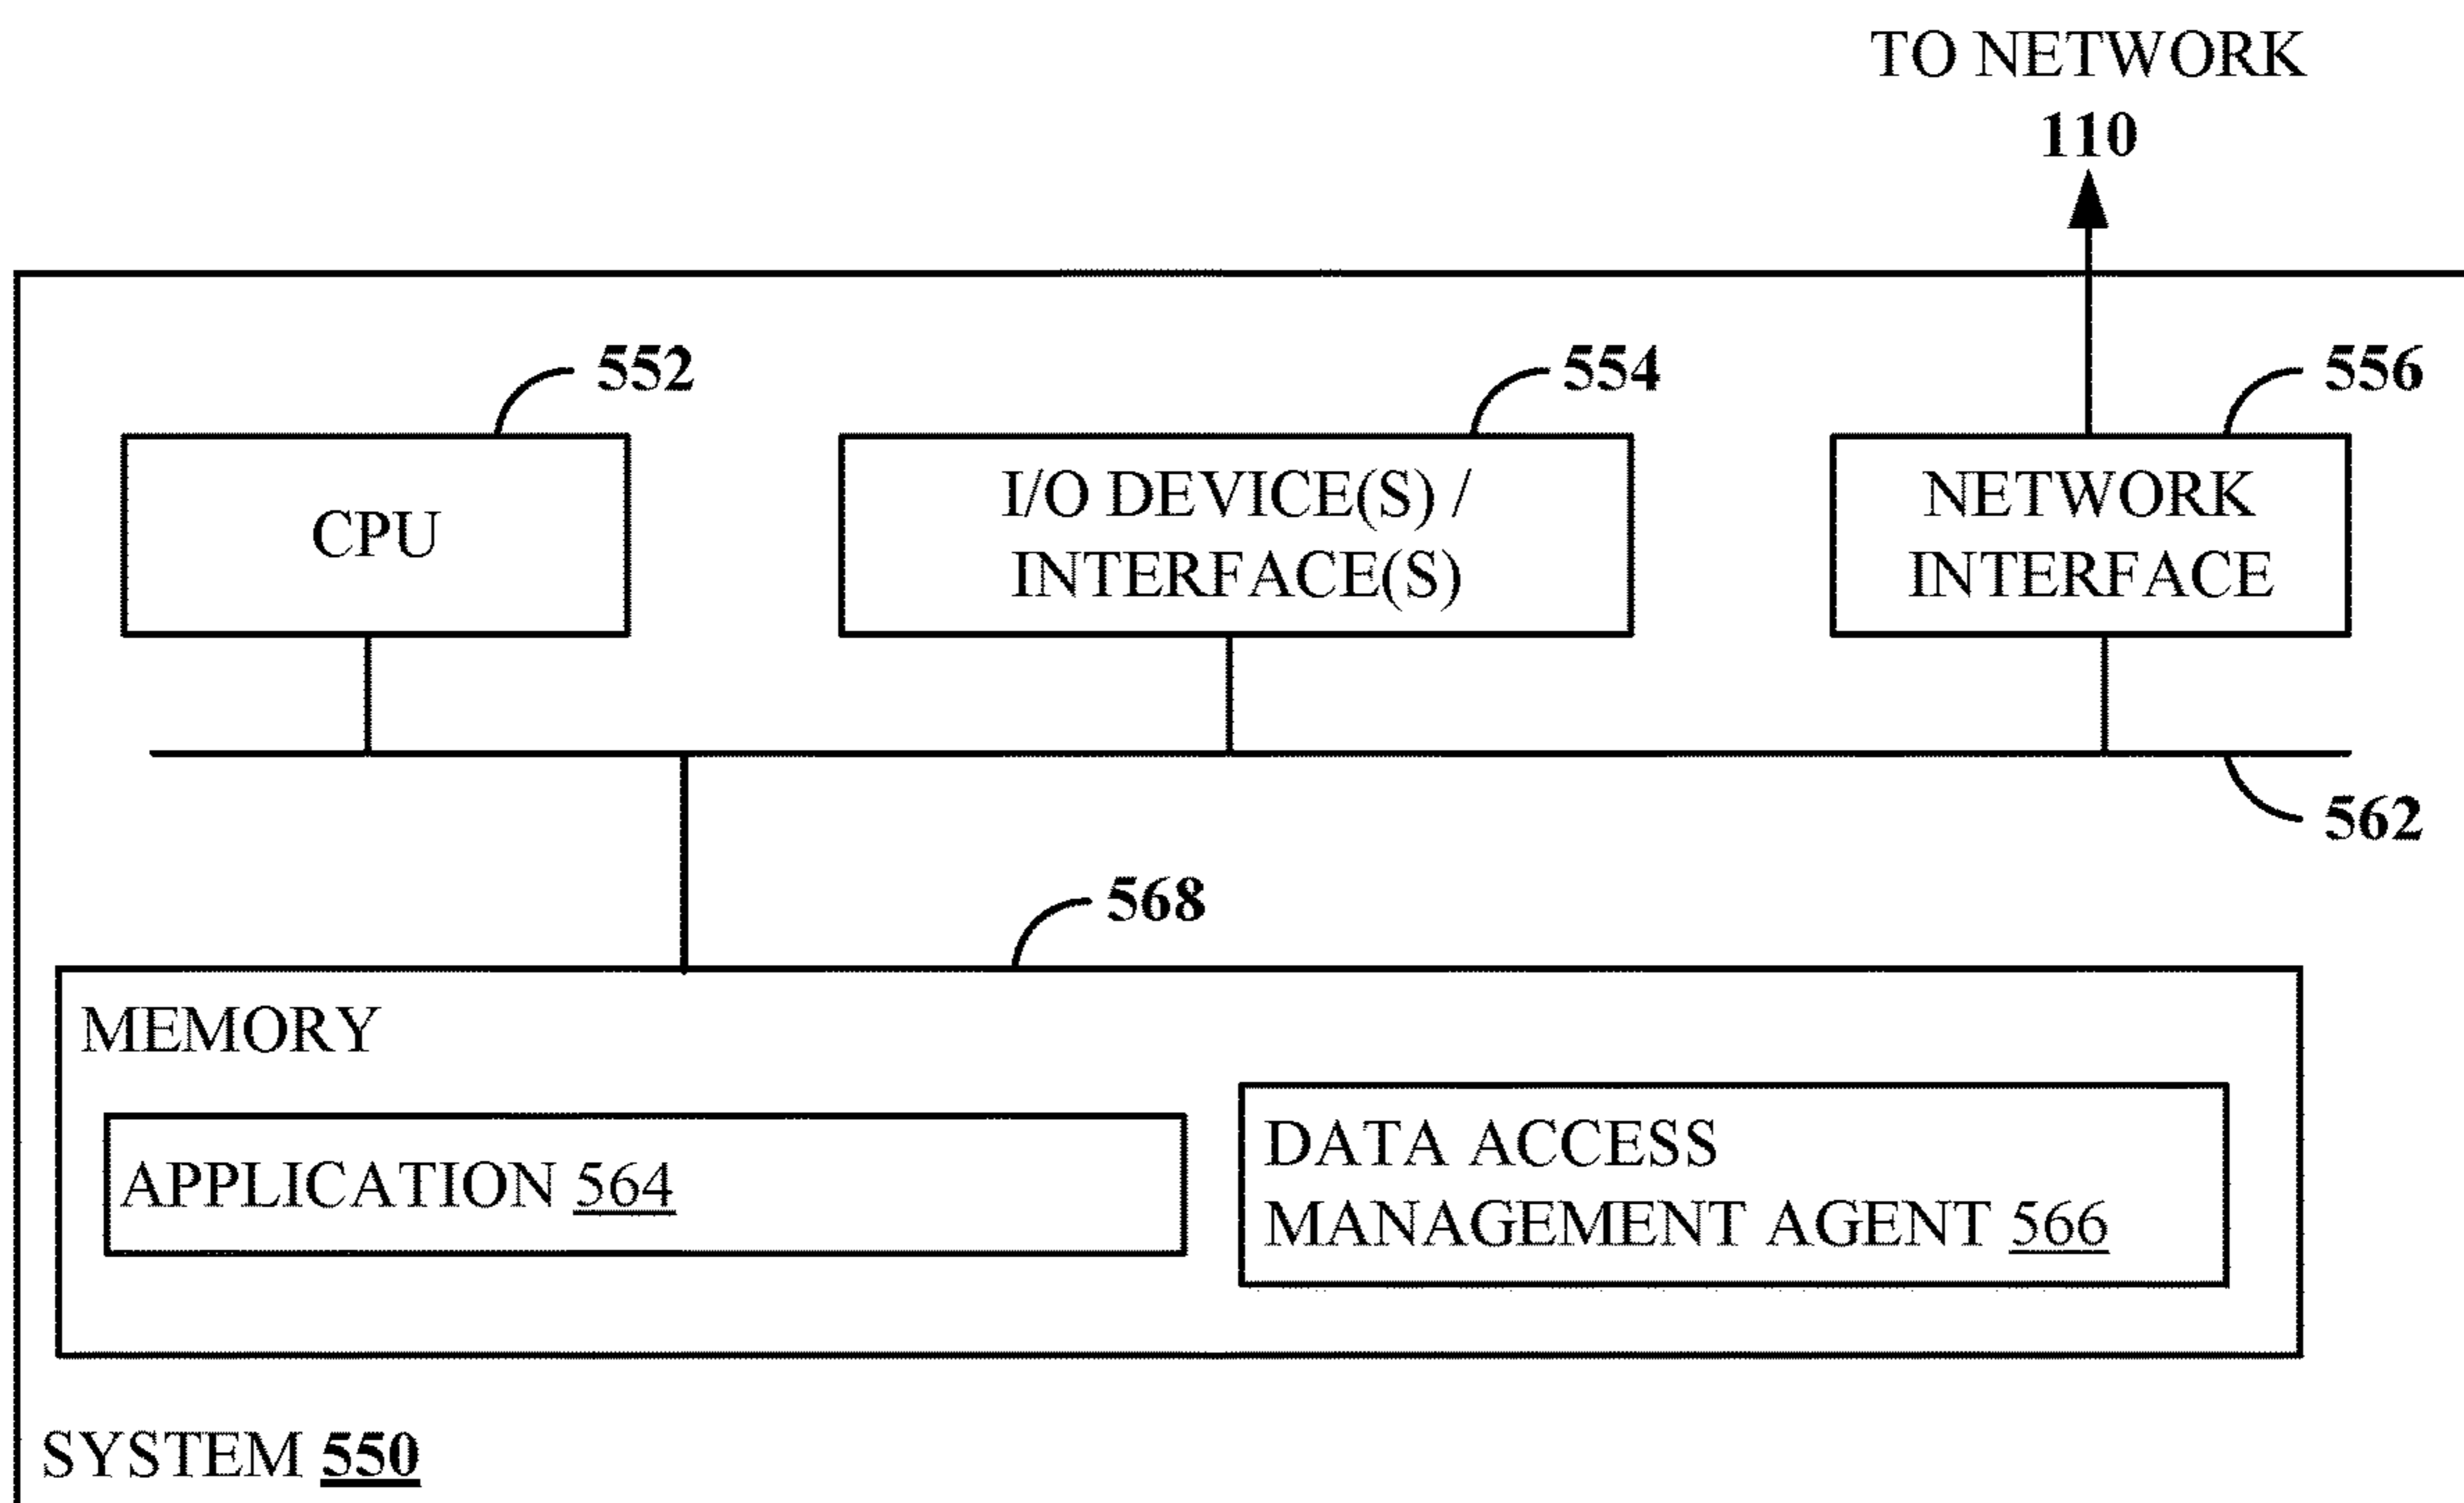 TO NETWORK
110
552
554
556
CPU
I/O DEVICE(S) /
INTERFACE(S)
NETWORK
INTERFACE
562
568
MEMORY
APPLICATION 564
DATA ACCESS
MANAGEMENT AGENT 566
SYSTEM 550